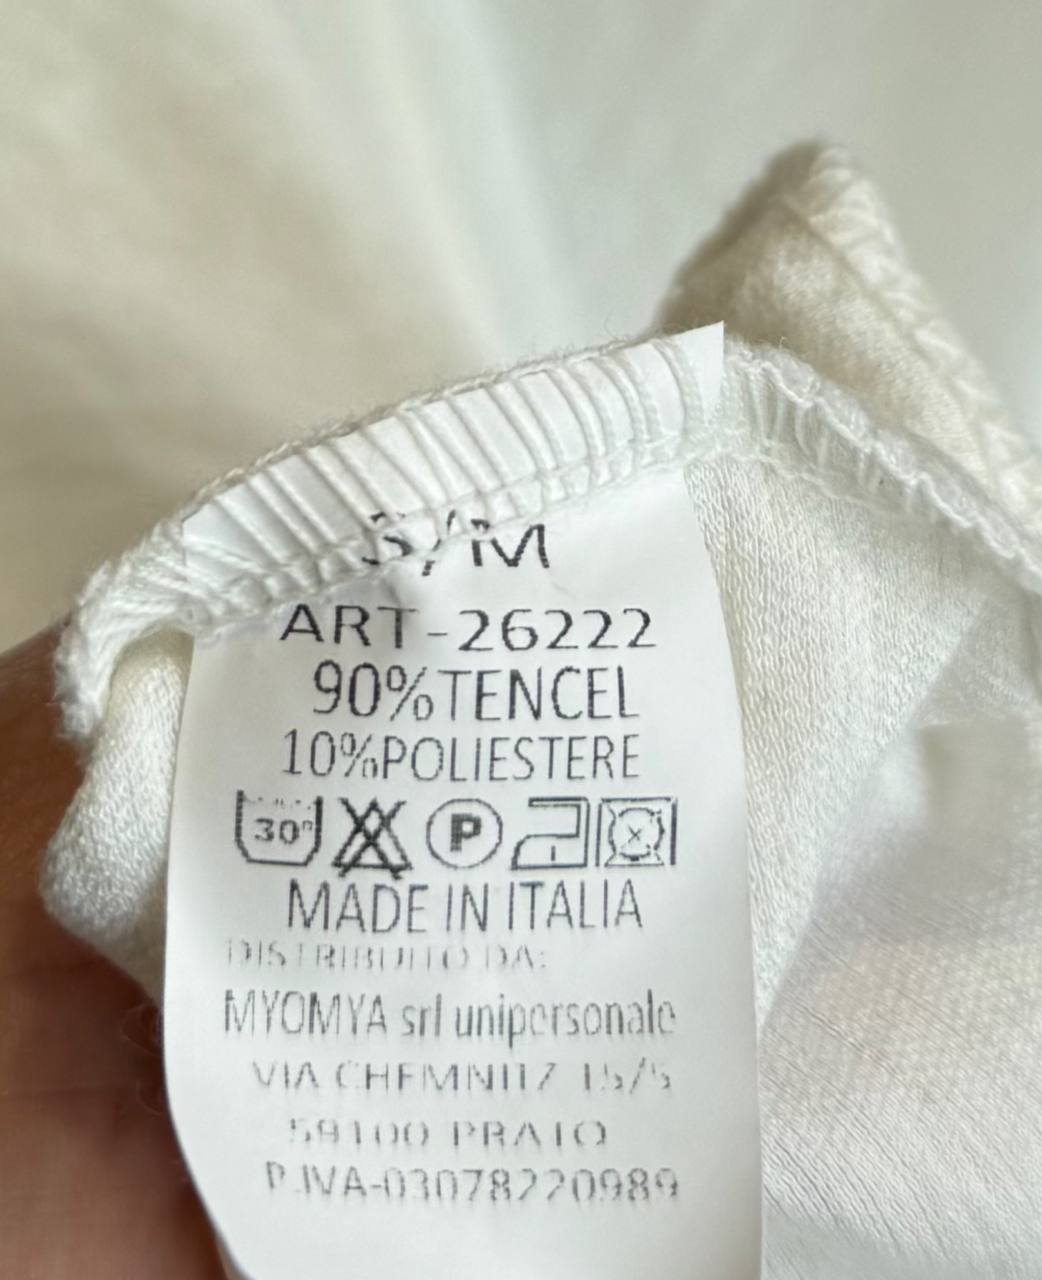 S/M
ART-26222
90%TENCEL
10%POLIESTERE
30°
P
MADE IN ITALIA
DISTRIBUITO DA:
MYOMYA srl unipersonale
VIA CHEMNITZ 15/5
59100 PRATO
P.IVA-03078220989